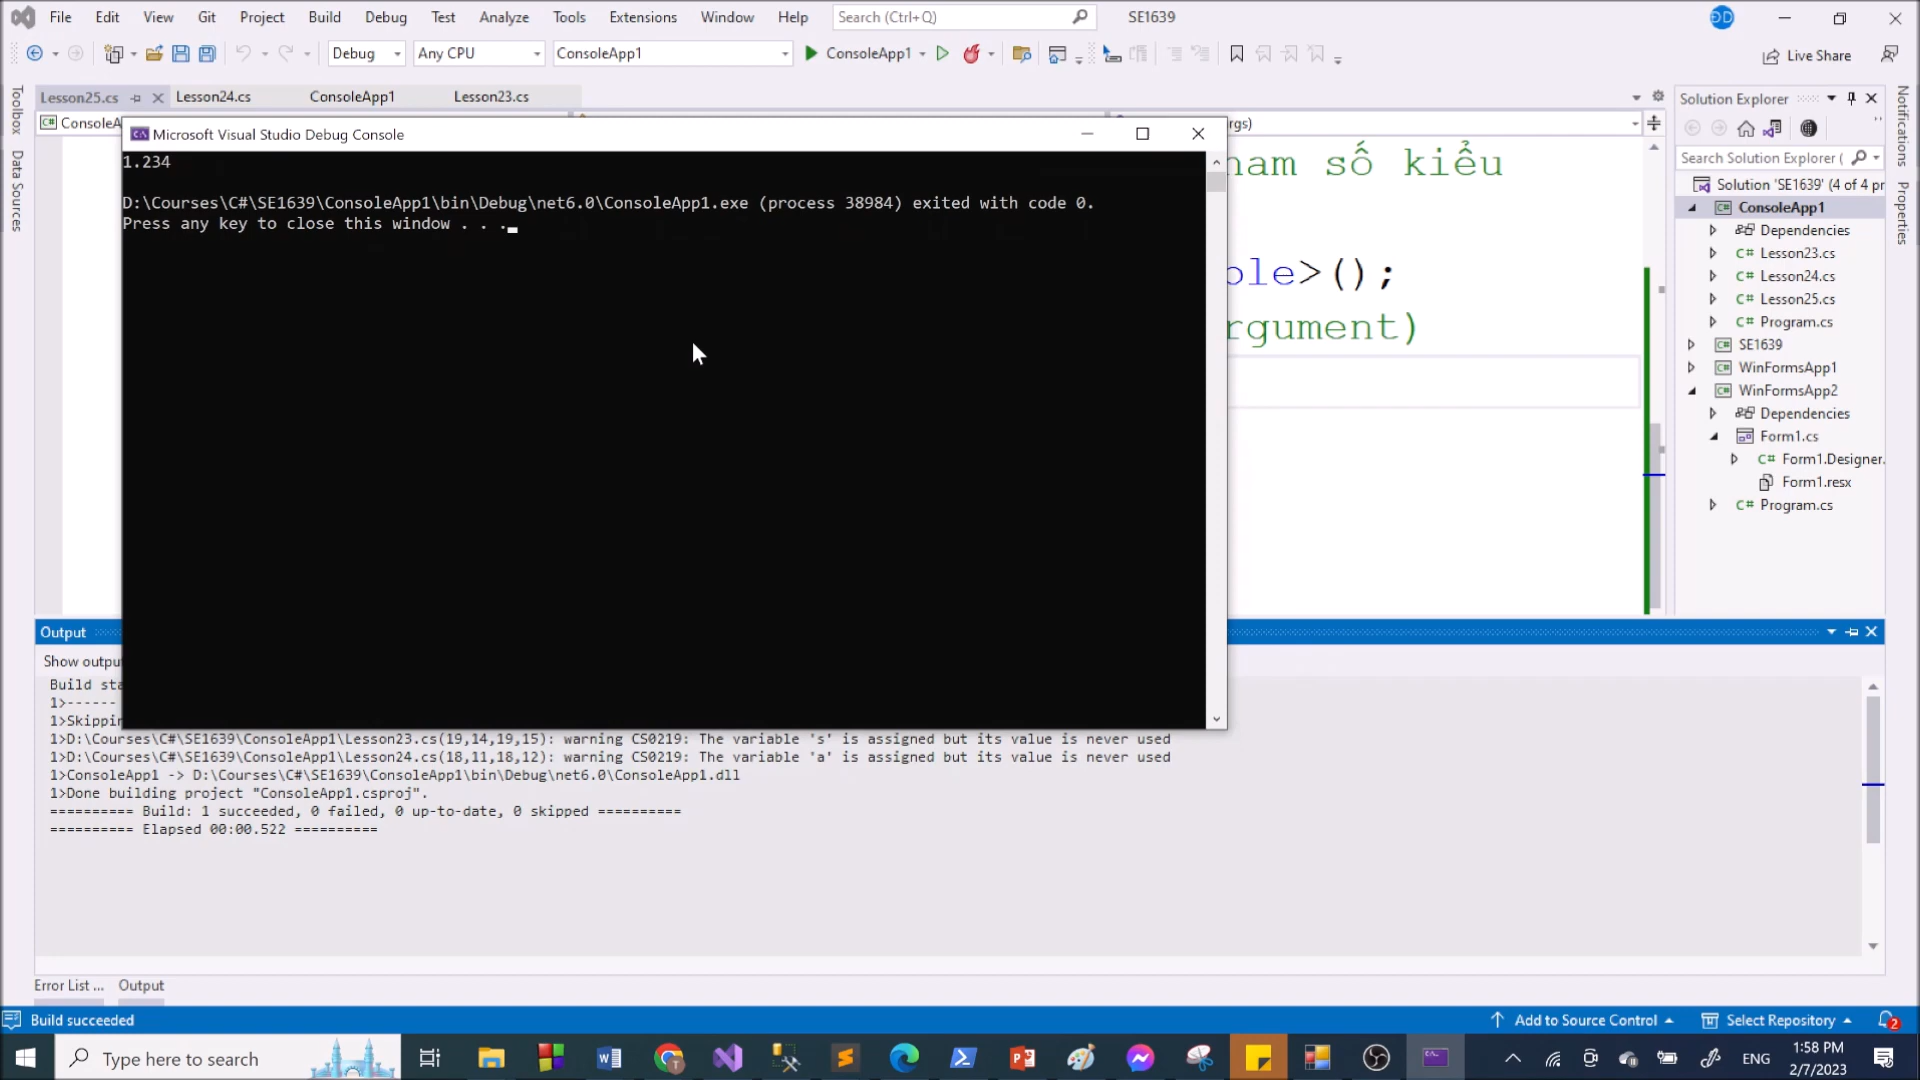 File Edit View Git Project Build Debug Test Analyze Tools Extensions Window Help Search (Ctrl+Q) SE1639
Debug Any CPU ConsoleApp1 ConsoleApp1 Live Share
Toolbox
Data Sources
Lesson25.cs Lesson24.cs ConsoleApp1 Lesson23.cs
ConsoleA rgs)
Microsoft Visual Studio Debug Console
1.234
D:\Courses\C#\SE1639\ConsoleApp1\bin\Debug\net6.0\ConsoleApp1.exe (process 38984) exited with code 0.
Press any key to close this window . . .
ham số kiểu
ble>();
rgument)
Solution Explorer
Search Solution Explorer (
Solution 'SE1639' (4 of 4 pr
ConsoleApp1
Dependencies
C# Lesson23.cs
C# Lesson24.cs
C# Lesson25.cs
C# Program.cs
SE1639
WinFormsApp1
WinFormsApp2
Dependencies
Form1.cs
C# Form1.Designer.
Form1.resx
C# Program.cs
Notifications
Properties
Output
Show outpu
Build sta
1>------
1>Skippin
1>D:\Courses\C#\SE1639\ConsoleApp1\Lesson23.cs(19,14,19,15): warning CS0219: The variable 's' is assigned but its value is never used
1>D:\Courses\C#\SE1639\ConsoleApp1\Lesson24.cs(18,11,18,12): warning CS0219: The variable 'a' is assigned but its value is never used
1>ConsoleApp1 -> D:\Courses\C#\SE1639\ConsoleApp1\bin\Debug\net6.0\ConsoleApp1.dll
1>Done building project "ConsoleApp1.csproj".
========== Build: 1 succeeded, 0 failed, 0 up-to-date, 0 skipped ==========
========== Elapsed 00:00.522 ==========
Error List ... Output
Build succeeded Add to Source Control Select Repository 2
Type here to search ENG 1:58 PM
2/7/2023